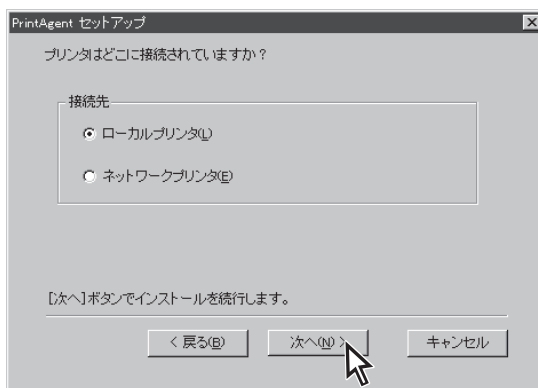 PrintAgent セットアップ
プリンタはどこに接続されていますか？
接続先
ローカルプリンタ(L)
ネットワークプリンタ(E)
[次へ]ボタンでインストールを続行します。
< 戻る(B)
次へ(N) >
キャンセル